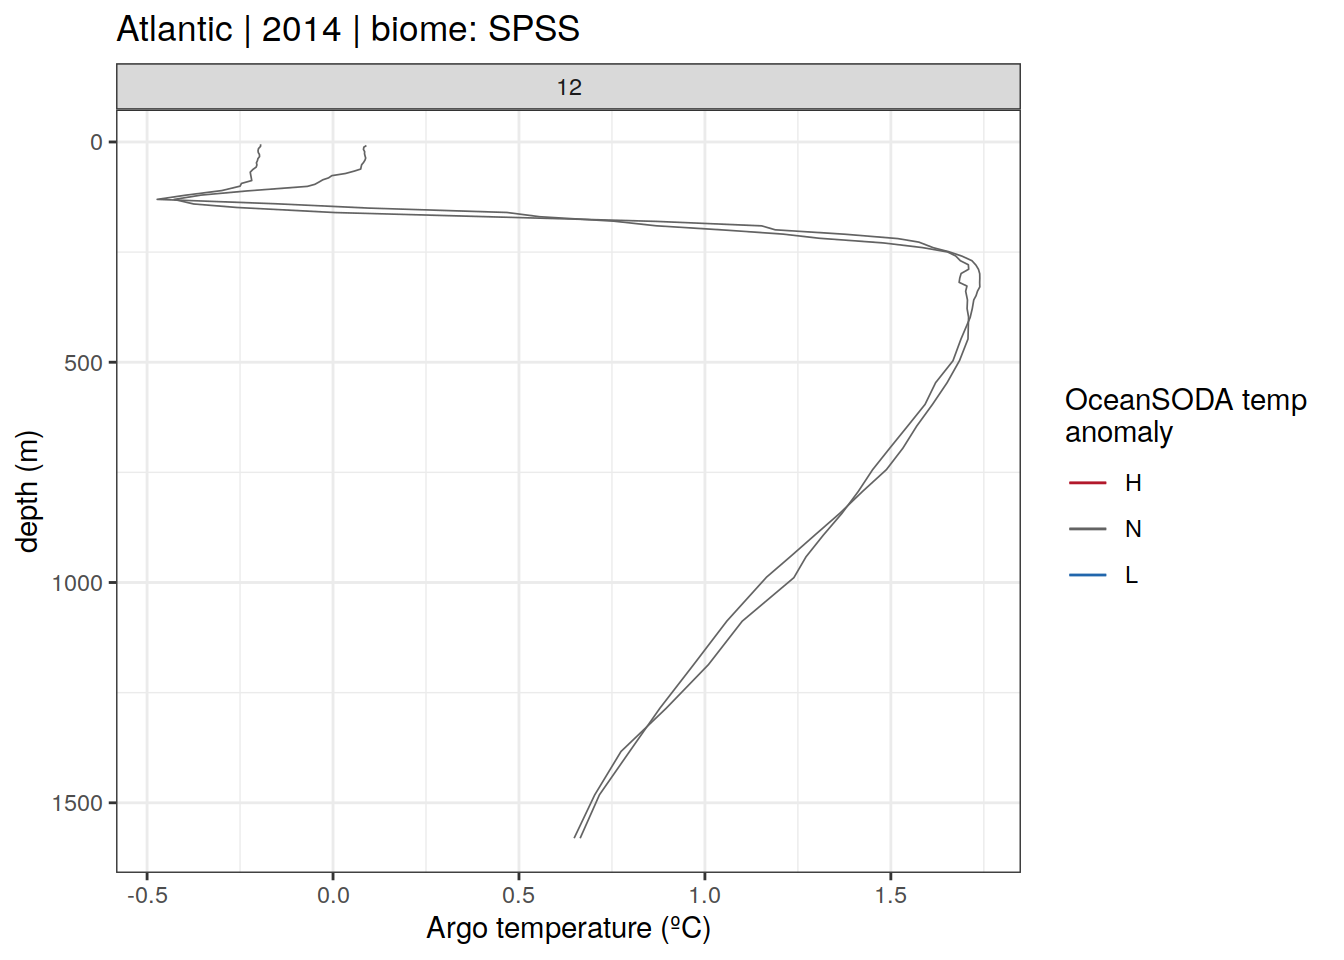 Atlantic | 2014 | biome: SPSS
12
0
500
1000
1500
depth (m)
-0.5 0.0 0.5 1.0 1.5
Argo temperature (ºC)
OceanSODA temp
anomaly
H
N
L